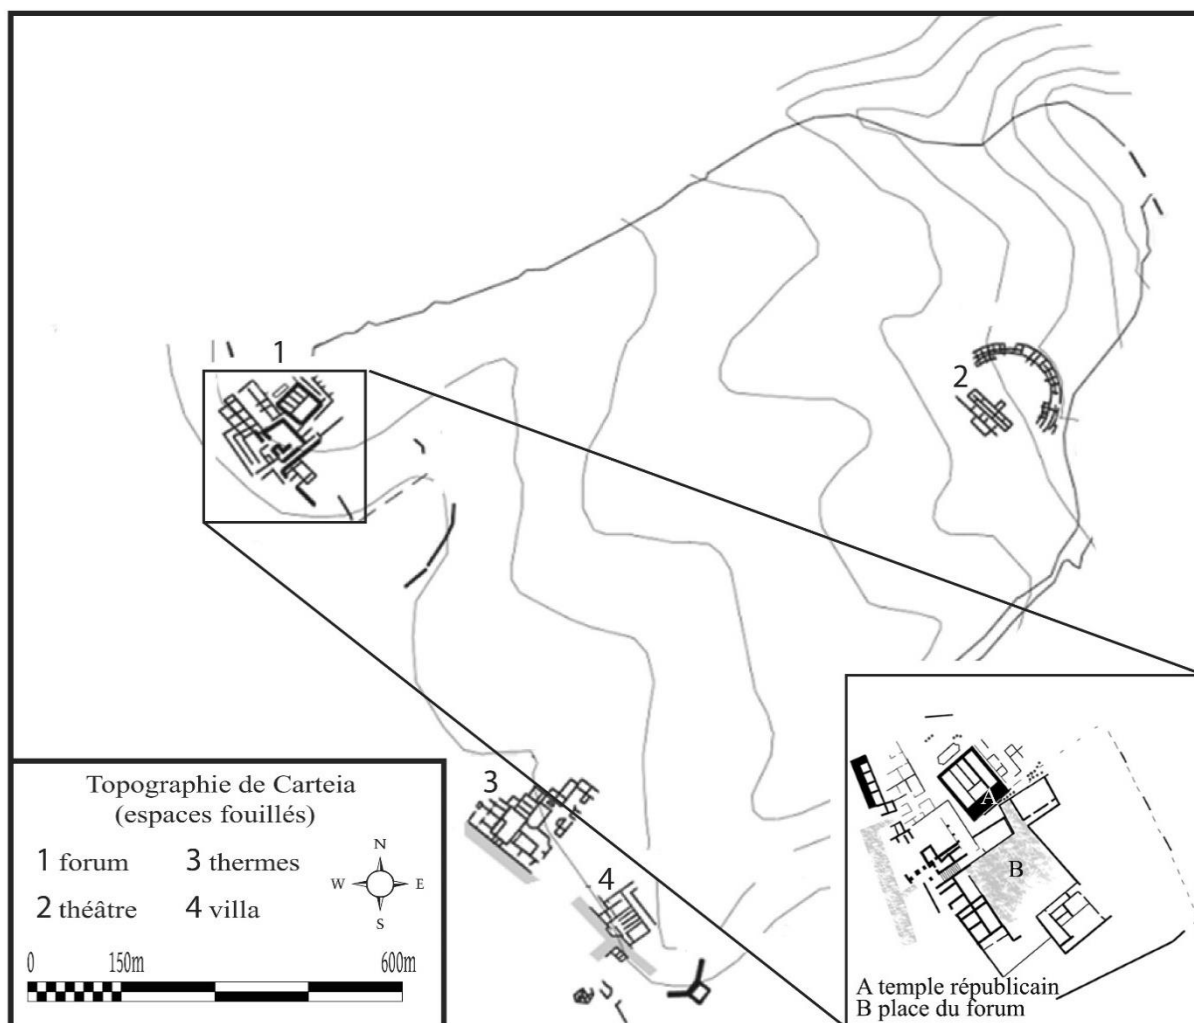 1
2
3
4
Topographie de Carteia
(espaces fouillés)
1 forum
3 thermes
2 théâtre
4 villa
N
W E
S
0 150m 600m
A
B
A temple républicain
B place du forum